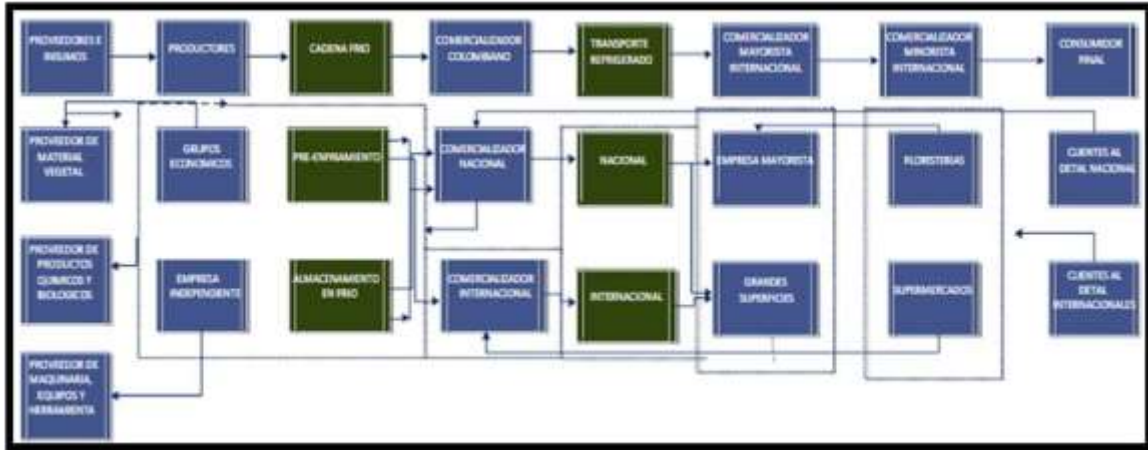 PROVEEDORES E
INSUMOS
PRODUCTORES
CADENA FRIO
COMERCIALIZADOR
COLOMBIANO
TRANSPORTE
REFRIGERADO
COMERCIALIZADOR
MAYORISTA
INTERNACIONAL
COMERCIALIZADOR
MINORISTA
INTERNACIONAL
CONSUMIDOR
FINAL
PROVEEDOR DE
MATERIAL
VEGETAL
GRUPOS
ECONOMICOS
PRE-ENFRIAMIENTO
COMERCIALIZADOR
NACIONAL
NACIONAL
EMPRESA MAYORISTA
FLORISTERIAS
CLIENTES AL
DETAL NACIONAL
PROVEEDOR DE
PRODUCTOS
QUIMICOS Y
BIOLOGICOS
EMPRESA
INDEPENDIENTE
ALMACENAMIENTO
EN FRIO
COMERCIALIZADOR
INTERNACIONAL
INTERNACIONAL
GRANDES
SUPERFICIES
SUPERMERCADOS
CLIENTES AL
DETAL
INTERNACIONALES
PROVEEDOR DE
MAQUINARIA,
EQUIPOS Y
HERRAMIENTA